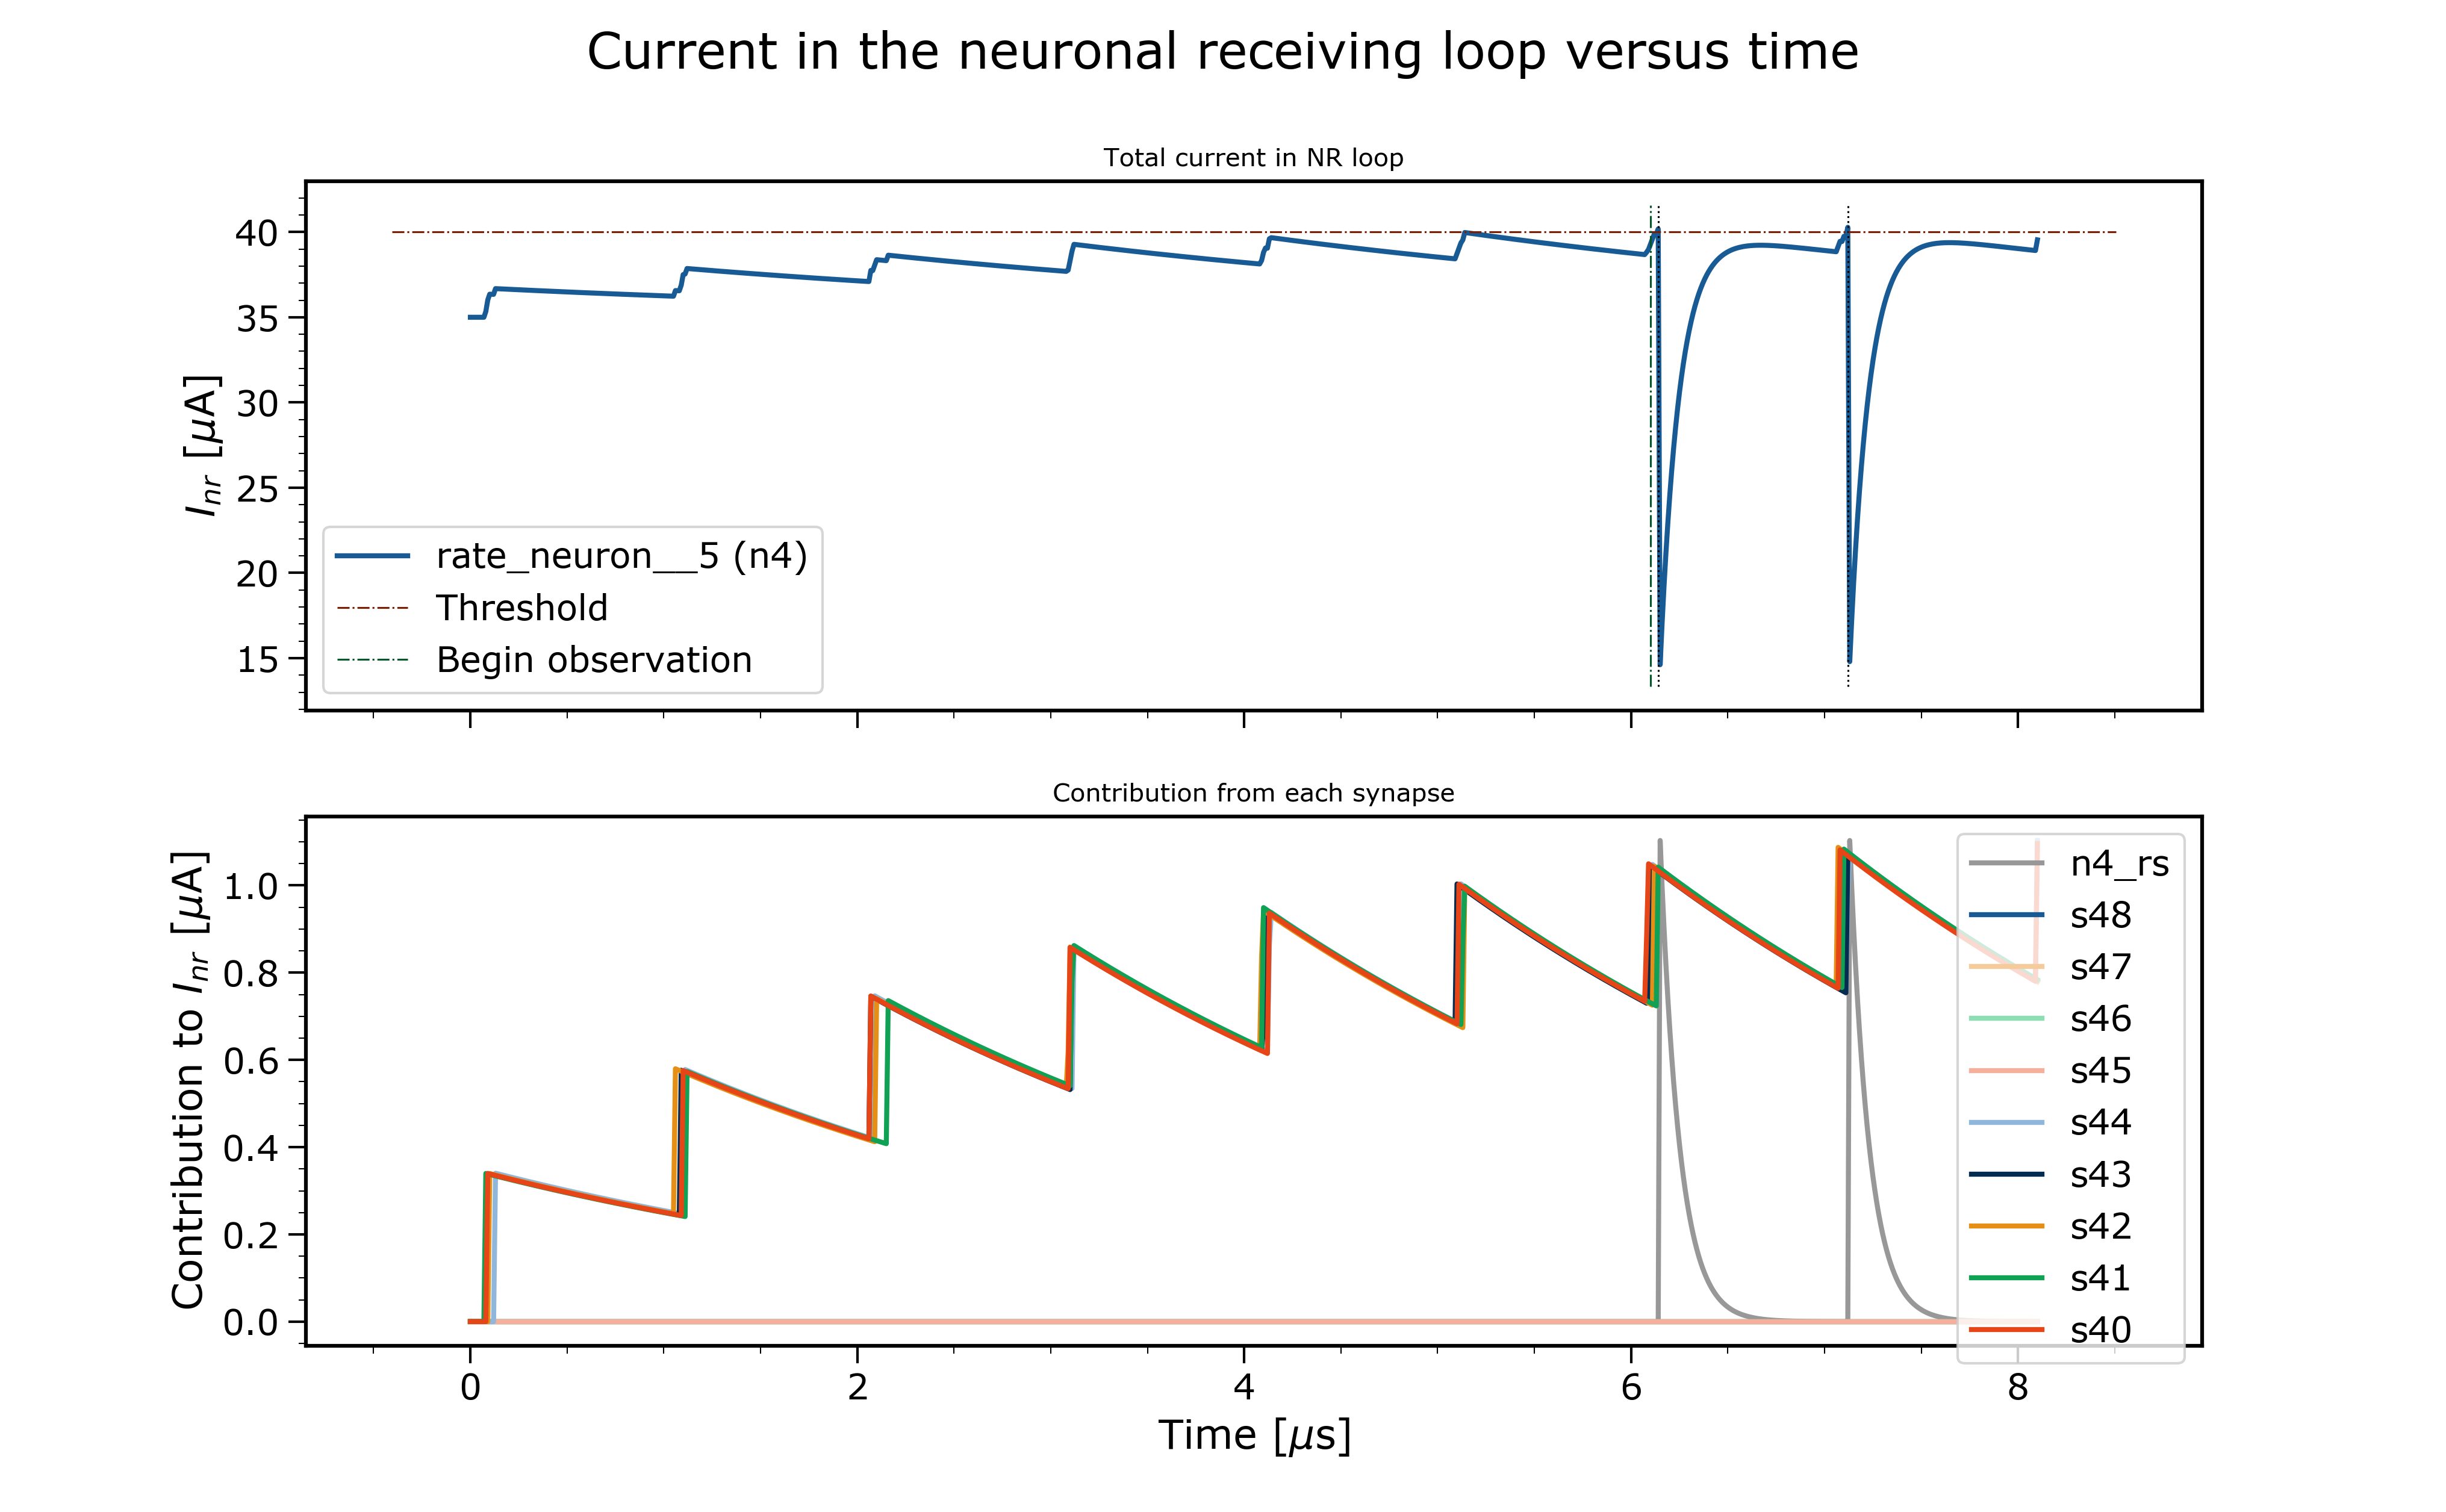 Current in the neuronal receiving loop versus time
Total current in NR loop
I_nr [μA]
40
35
30
25
20
15
rate_neuron__5 (n4)
Threshold
Begin observation
Contribution from each synapse
Contribution to I_nr [μA]
1.0
0.8
0.6
0.4
0.2
0.0
n4_rs
s48
s47
s46
s45
s44
s43
s42
s41
s40
0 2 4 6 8
Time [μs]